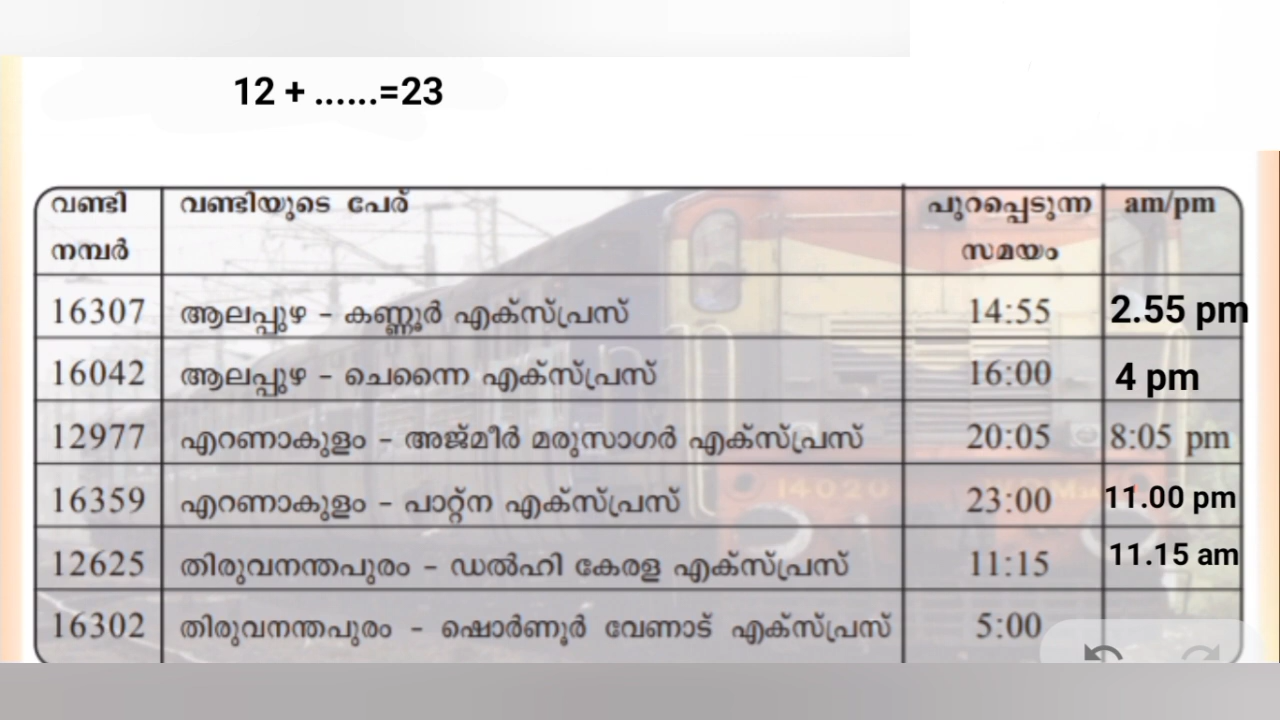 12 + ......=23
വണ്ടി നമ്പർ വണ്ടിയുടെ പേര് പുറപ്പെടുന്ന സമയം am/pm
16307 ആലപ്പുഴ – കണ്ണൂർ എക്സ്പ്രസ് 14:55 2.55 pm
16042 ആലപ്പുഴ – ചെന്നൈ എക്സ്പ്രസ് 16:00 4 pm
12977 എറണാകുളം – അജ്മീർ മരുസാഗർ എക്സ്പ്രസ് 20:05 8:05 pm
16359 എറണാകുളം – പാറ്റ്ന എക്സ്പ്രസ് 23:00 11.00 pm
12625 തിരുവനന്തപുരം – ഡൽഹി കേരള എക്സ്പ്രസ് 11:15 11.15 am
16302 തിരുവനന്തപുരം – ഷൊർണൂർ വേണാട് എക്സ്പ്രസ് 5:00
14020